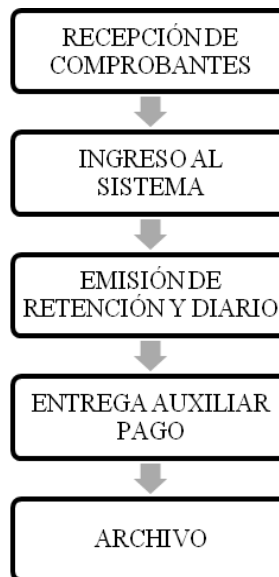 RECEPCIÓN DE
COMPROBANTES
INGRESO AL
SISTEMA
EMISIÓN DE
RETENCIÓN Y DIARIO
ENTREGA AUXILIAR
PAGO
ARCHIVO